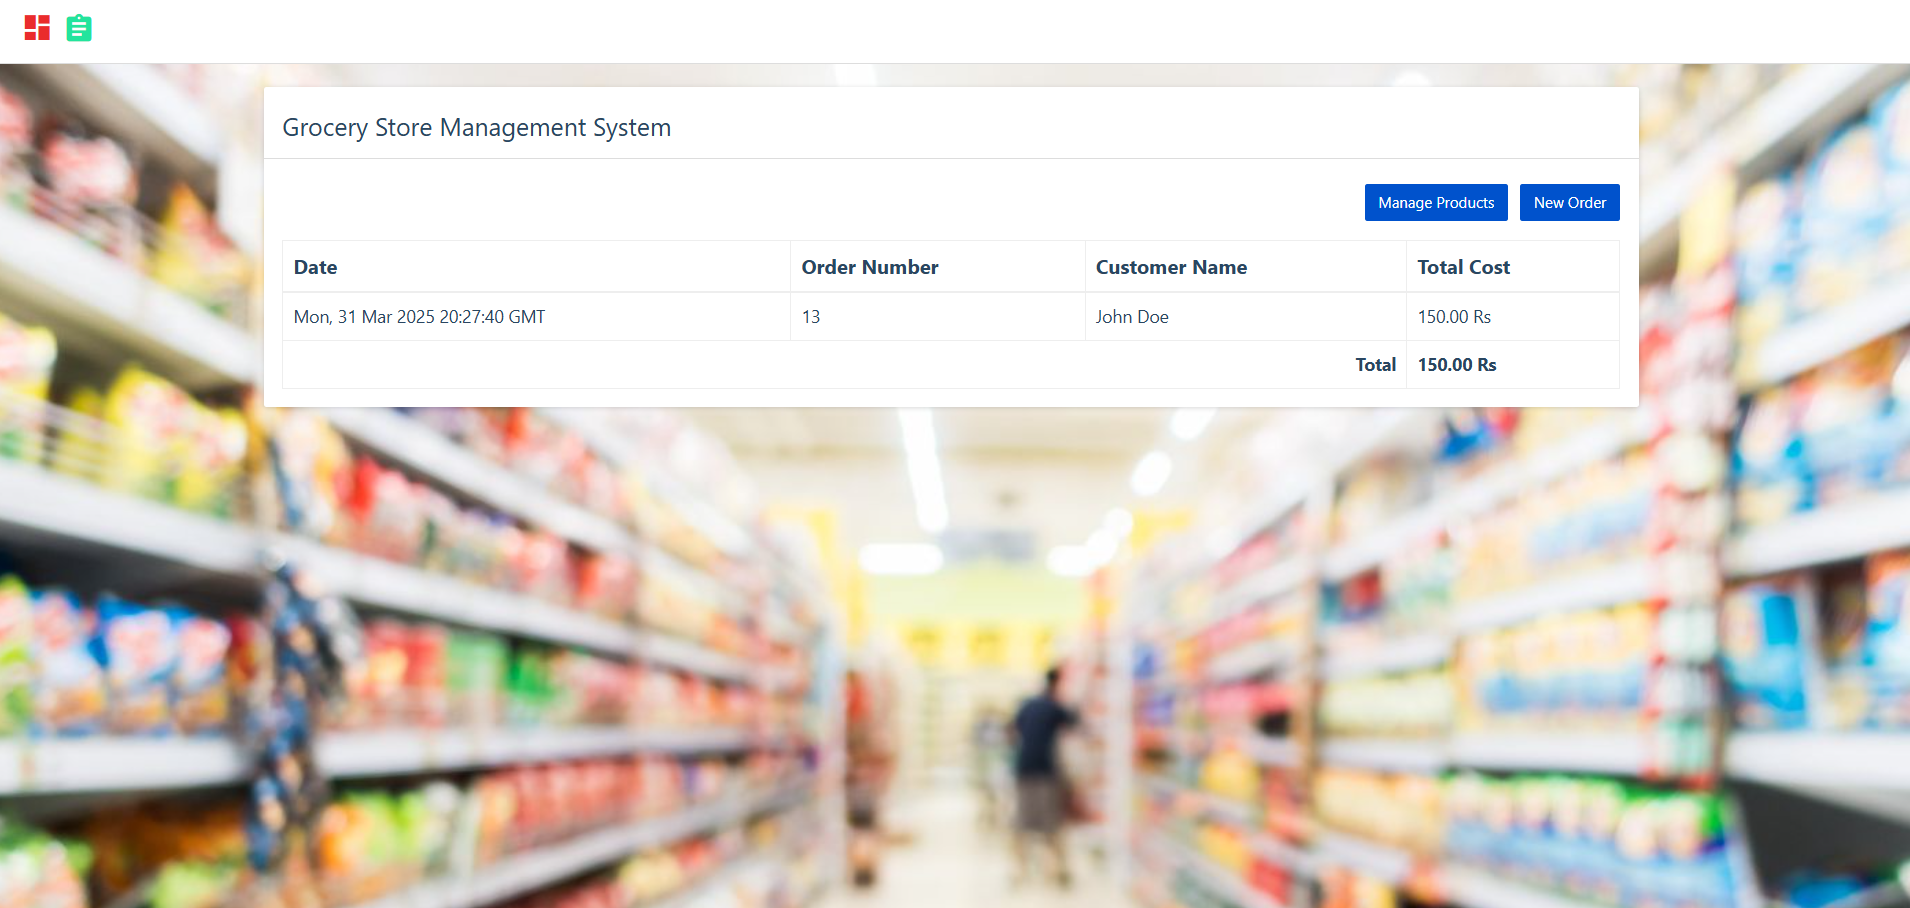 Grocery Store Management System
Manage Products New Order
Date Order Number Customer Name Total Cost
Mon, 31 Mar 2025 20:27:40 GMT 13 John Doe 150.00 Rs
Total 150.00 Rs